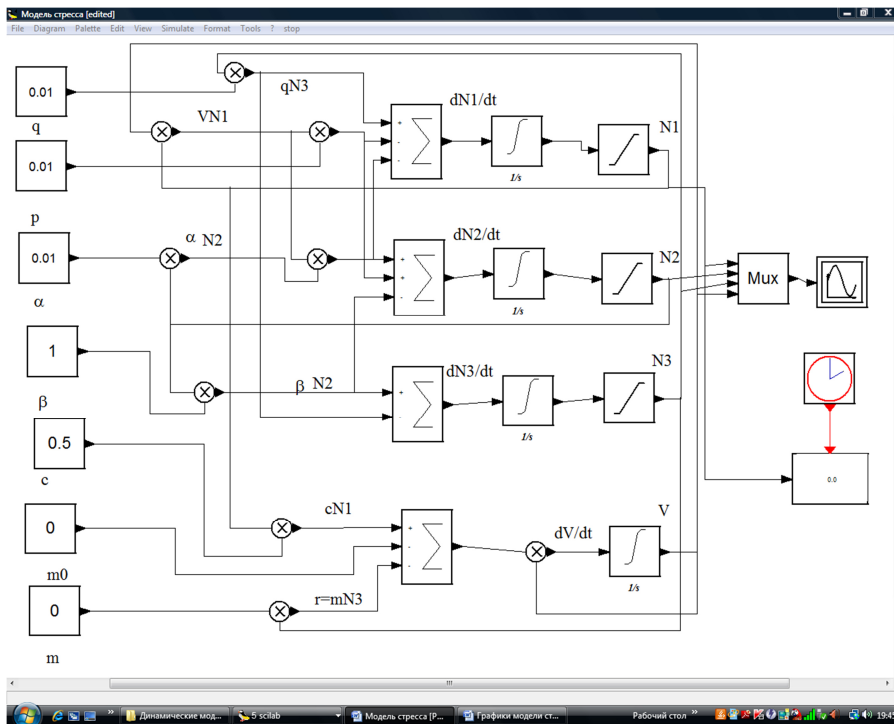 Модель стресса [edited]
File Diagram Palette Edit View Simulate Format Tools ? stop
0.01
q
0.01
p
0.01
α
1
β
0.5
c
0
m0
0
m
qN3
VN1
α N2
β N2
cN1
r=mN3
+
-
-
dN1/dt
1/s
N1
+
+
-
dN2/dt
1/s
N2
+
-
dN3/dt
1/s
N3
+
-
-
dV/dt
1/s
V
Mux
0.0
Динамические мод...
5 scilab
Модель стресса [Р...
Графики модели ст...
Рабочий стол